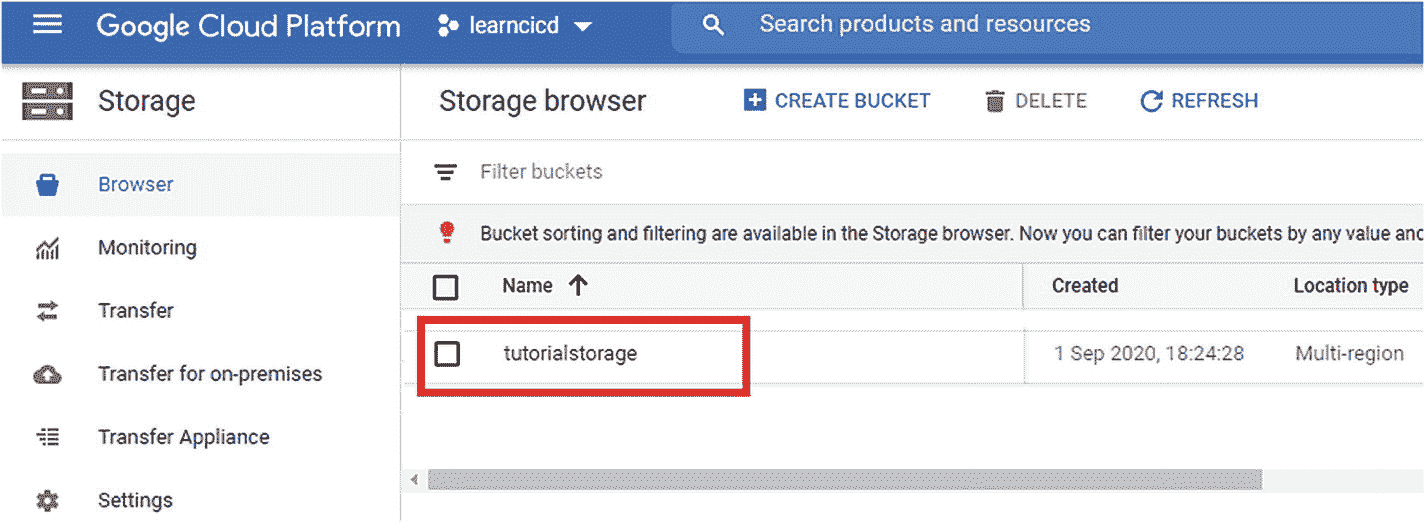 Google Cloud Platform learncicd Search products and resources
Storage
Storage browser CREATE BUCKET DELETE REFRESH
Browser
Monitoring
Transfer
Transfer for on-premises
Transfer Appliance
Settings
Filter buckets
Bucket sorting and filtering are available in the Storage browser. Now you can filter your buckets by any value and
Name Created Location type
tutorialstorage 1 Sep 2020, 18:24:28 Multi-region